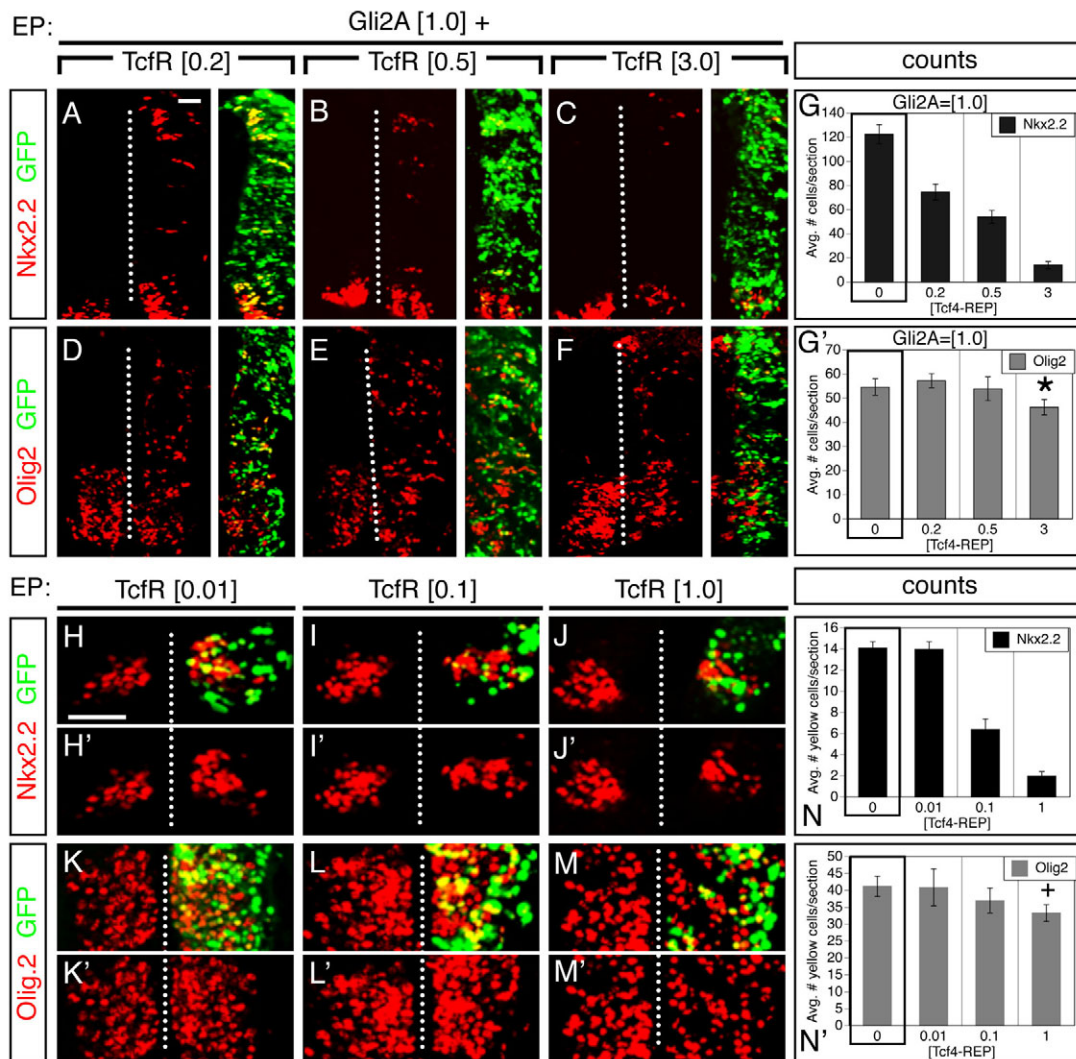 EP:
Gli2A [1.0] +
TcfR [0.2]
TcfR [0.5]
TcfR [3.0]
counts
Nkx2.2 GFP
A
B
C
G
Gli2A=[1.0]
Nkx2.2
Avg. # cells/section
140
120
100
80
60
40
20
0
0 0.2 0.5 3
[Tcf4-REP]
Olig2 GFP
D
E
F
G'
Gli2A=[1.0]
Olig2
Avg. # cells/section
70
60
50
40
30
20
10
0
*
0 0.2 0.5 3
[Tcf4-REP]
EP:
TcfR [0.01]
TcfR [0.1]
TcfR [1.0]
counts
Nkx2.2 GFP
H
I
J
H'
I'
J'
N
Nkx2.2
Avg. # yellow cells/section
16
14
12
10
8
6
4
2
0
0 0.01 0.1 1
[Tcf4-REP]
Olig.2 GFP
K
L
M
K'
L'
M'
N'
Olig2
Avg. # yellow cells/section
50
45
40
35
30
25
20
15
10
5
0
+
0 0.01 0.1 1
[Tcf4-REP]